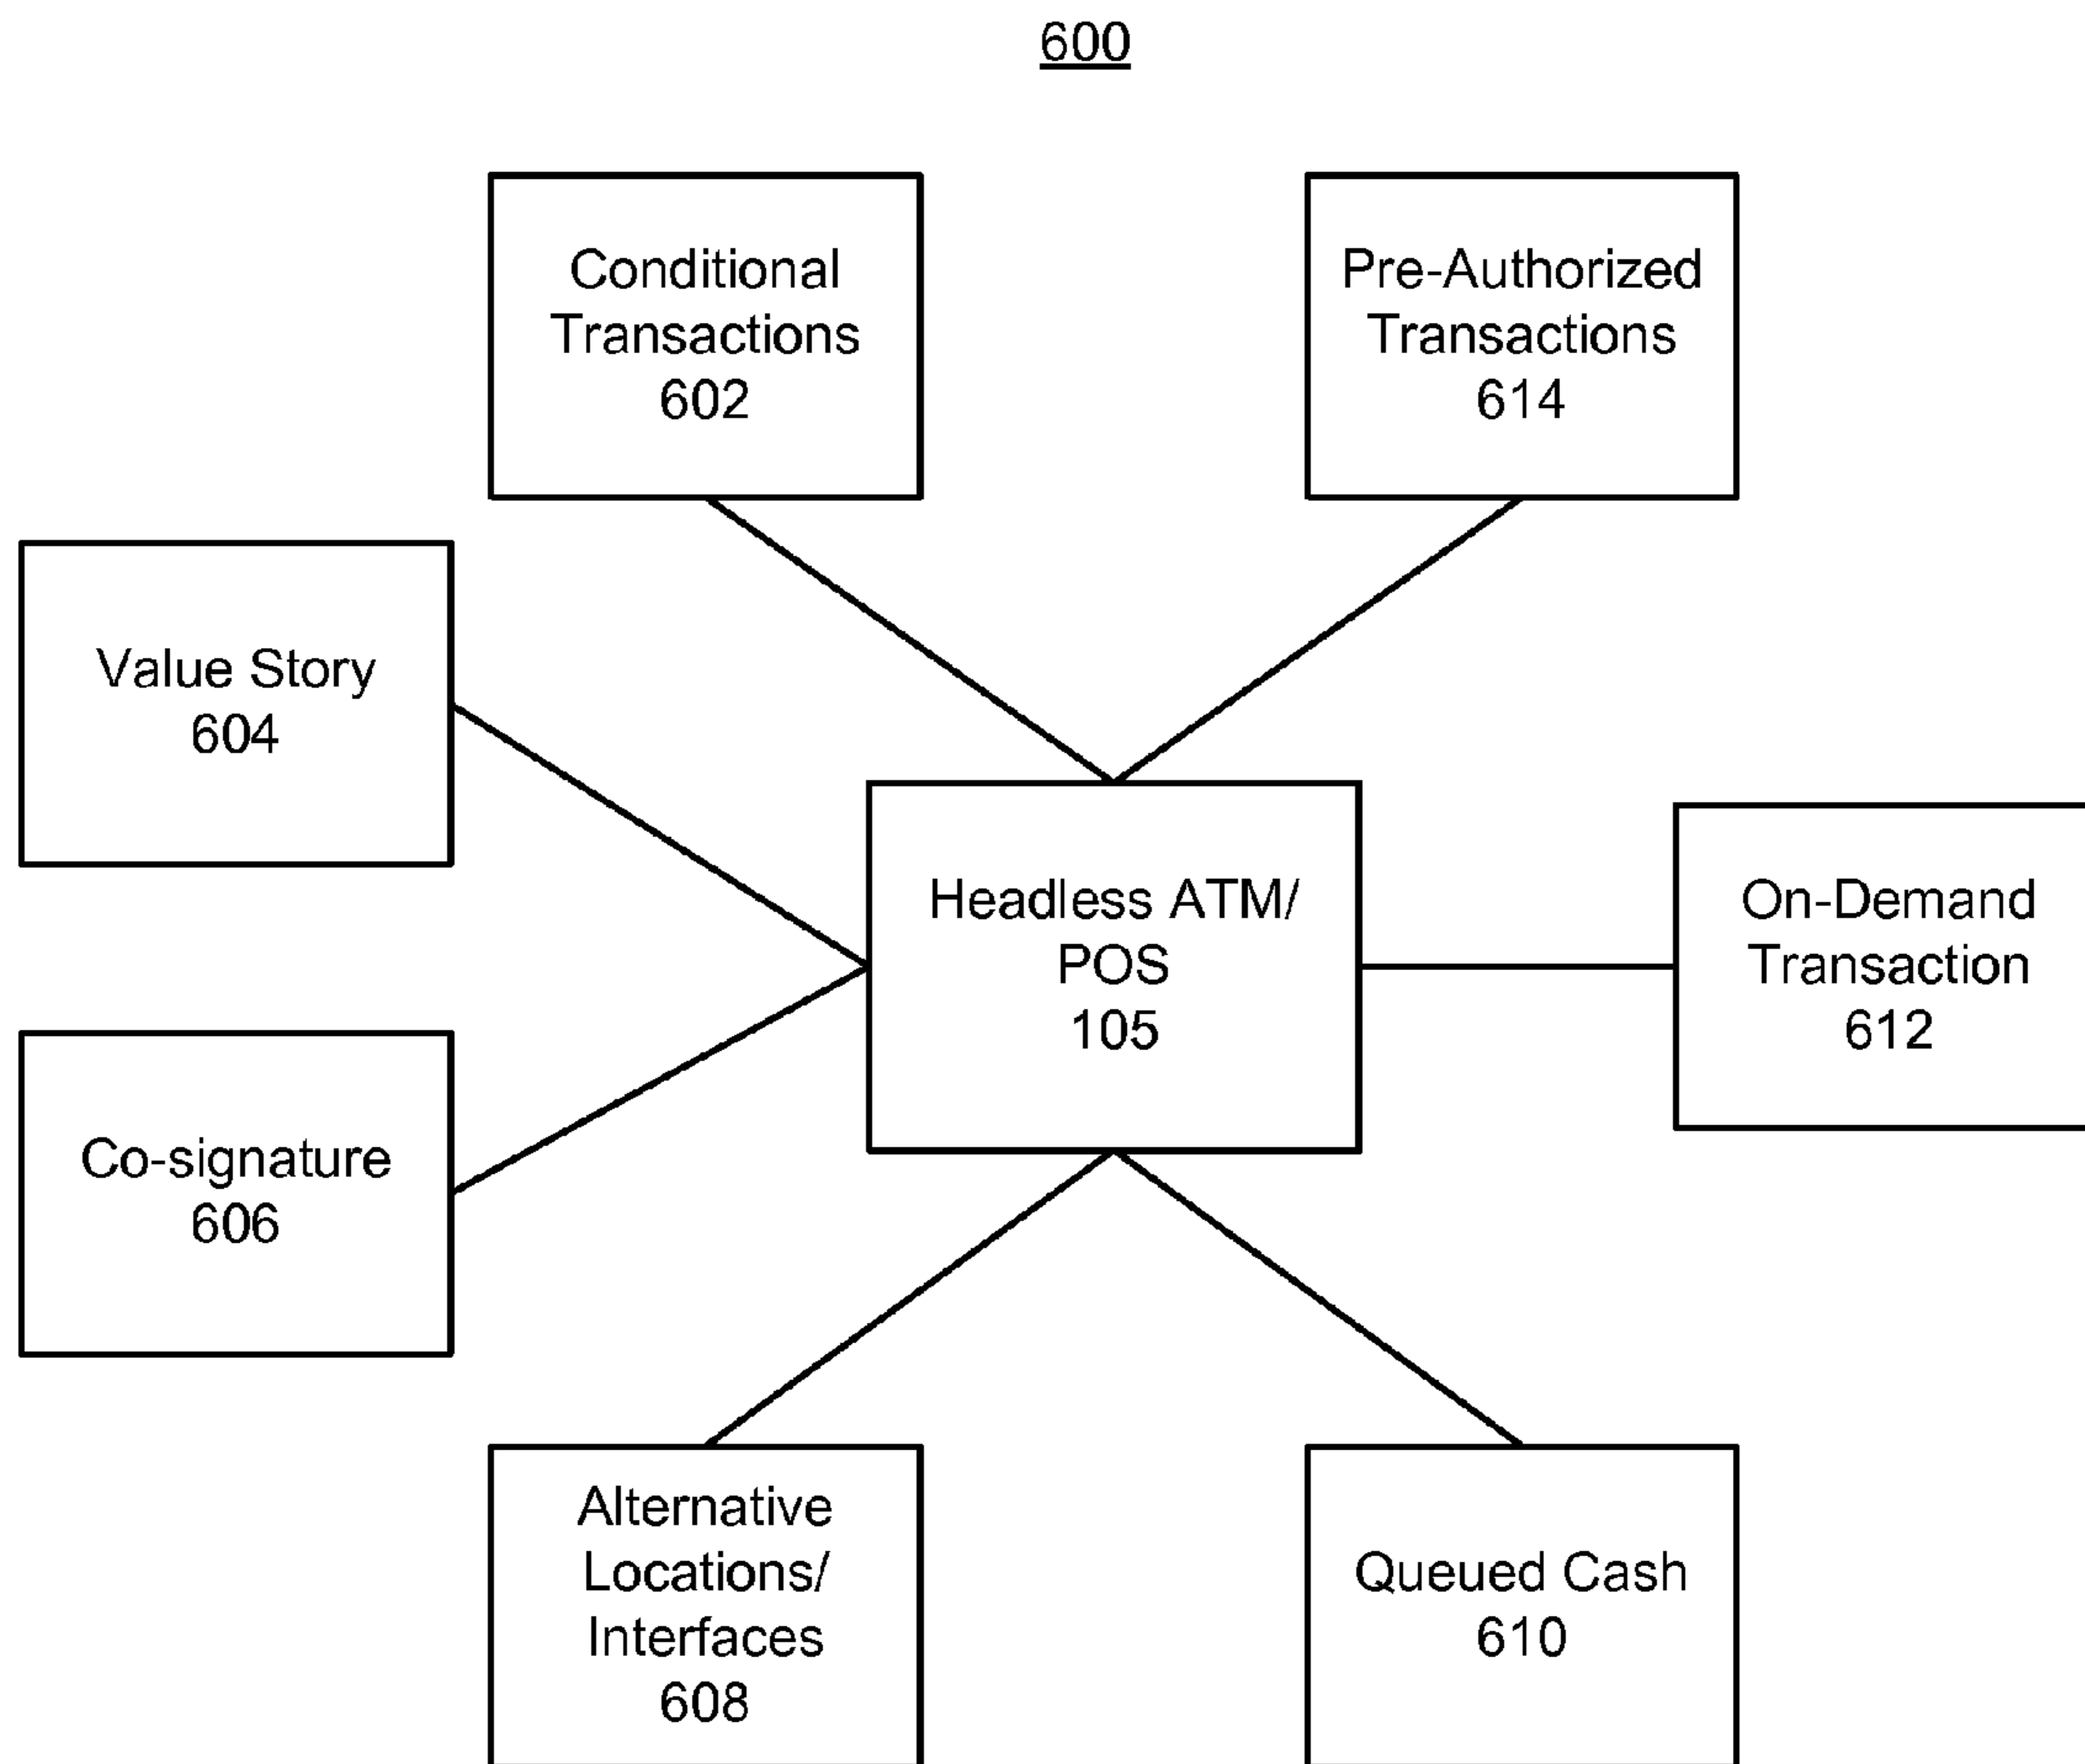 600
Conditional
Transactions
602
Pre-Authorized
Transactions
614
Value Story
604
Headless ATM/
POS
105
On-Demand
Transaction
612
Co-signature
606
Alternative
Locations/
Interfaces
608
Queued Cash
610